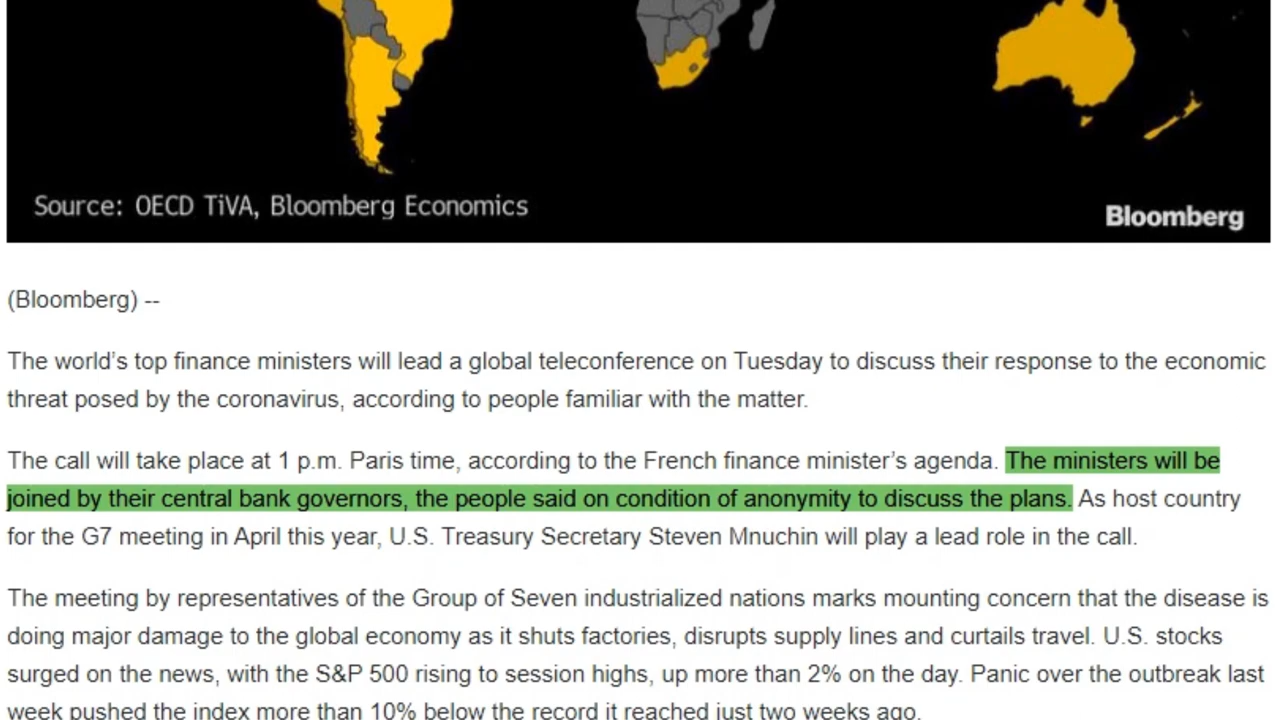 Source: OECD TiVA, Bloomberg Economics
Bloomberg
(Bloomberg) --
The world’s top finance ministers will lead a global teleconference on Tuesday to discuss their response to the economic
threat posed by the coronavirus, according to people familiar with the matter.
The call will take place at 1 p.m. Paris time, according to the French finance minister’s agenda. The ministers will be
joined by their central bank governors, the people said on condition of anonymity to discuss the plans. As host country
for the G7 meeting in April this year, U.S. Treasury Secretary Steven Mnuchin will play a lead role in the call.
The meeting by representatives of the Group of Seven industrialized nations marks mounting concern that the disease is
doing major damage to the global economy as it shuts factories, disrupts supply lines and curtails travel. U.S. stocks
surged on the news, with the S&P 500 rising to session highs, up more than 2% on the day. Panic over the outbreak last
week pushed the index more than 10% below the record it reached just two weeks ago.